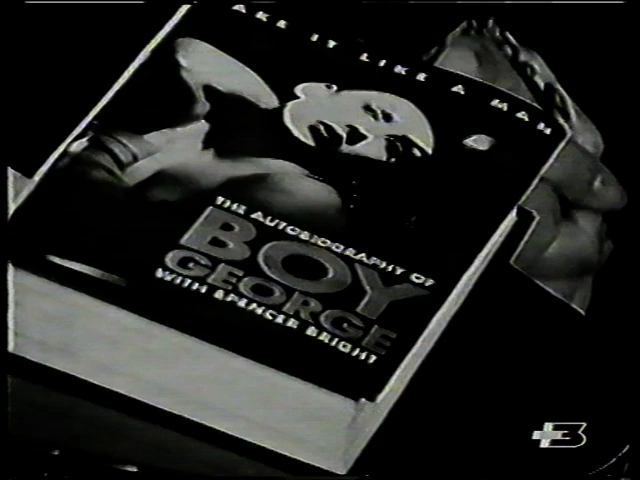 AKE IT LIKE A MAN
THE AUTOBIOGRAPHY OF
BOY
GEORGE
WITH SPENCER BRIGHT
+3